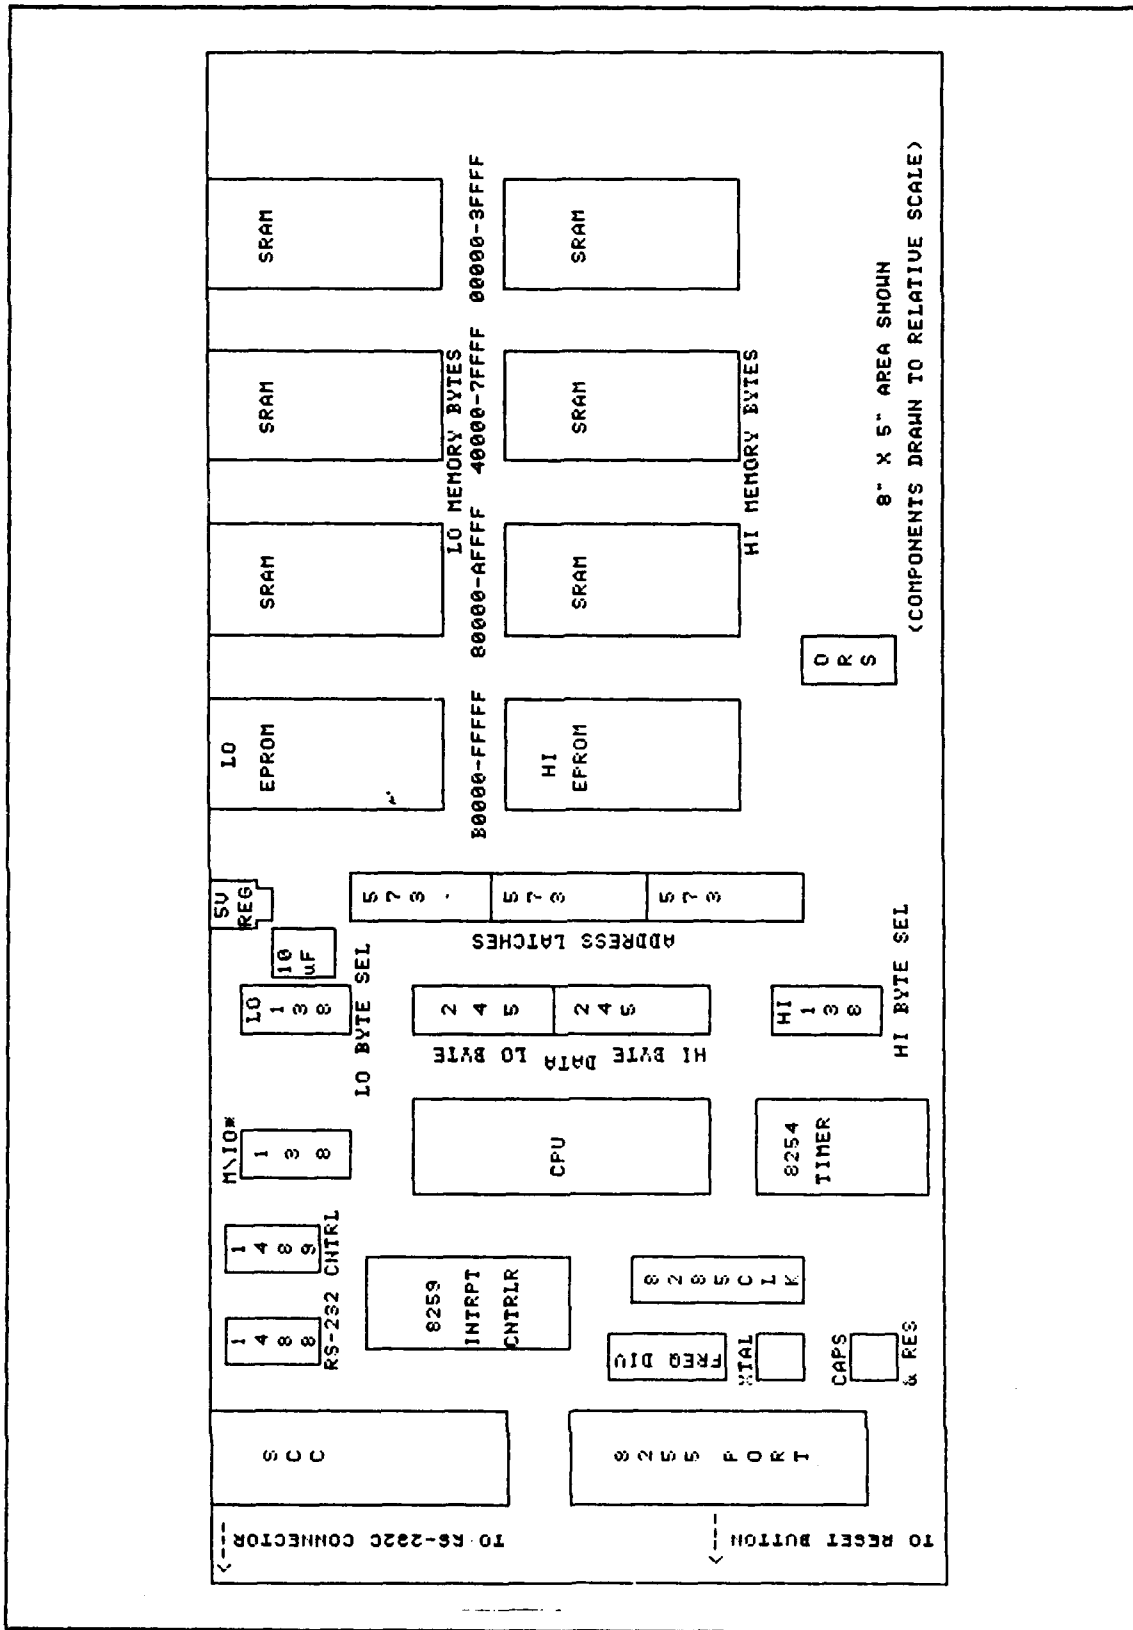 TO RS-232C CONNECTOR
TO RESET BUTTON
SCC
8255 PORT
1488
1489
RS-232 CNTRL
8259
INTRPT
CNTRLR
FREQ DIV
XTAL
CAPS
& RES
8285CLK
M\IO*
138
CPU
8254
TIMER
LO
138
LO BYTE SEL
245
245
HI BYTE DATA LO BYTE
HI
138
HI BYTE SEL
10
uF
5V
REG
573
573
573
ADDRESS LATCHES
LO
EPROM
SRAM
SRAM
SRAM
LO MEMORY BYTES
B0000-FFFFF
80000-AFFFF
40000-7FFFF
00000-3FFFF
HI
EPROM
SRAM
SRAM
SRAM
HI MEMORY BYTES
ORS
8" X 5" AREA SHOWN
(COMPONENTS DRAWN TO RELATIVE SCALE)